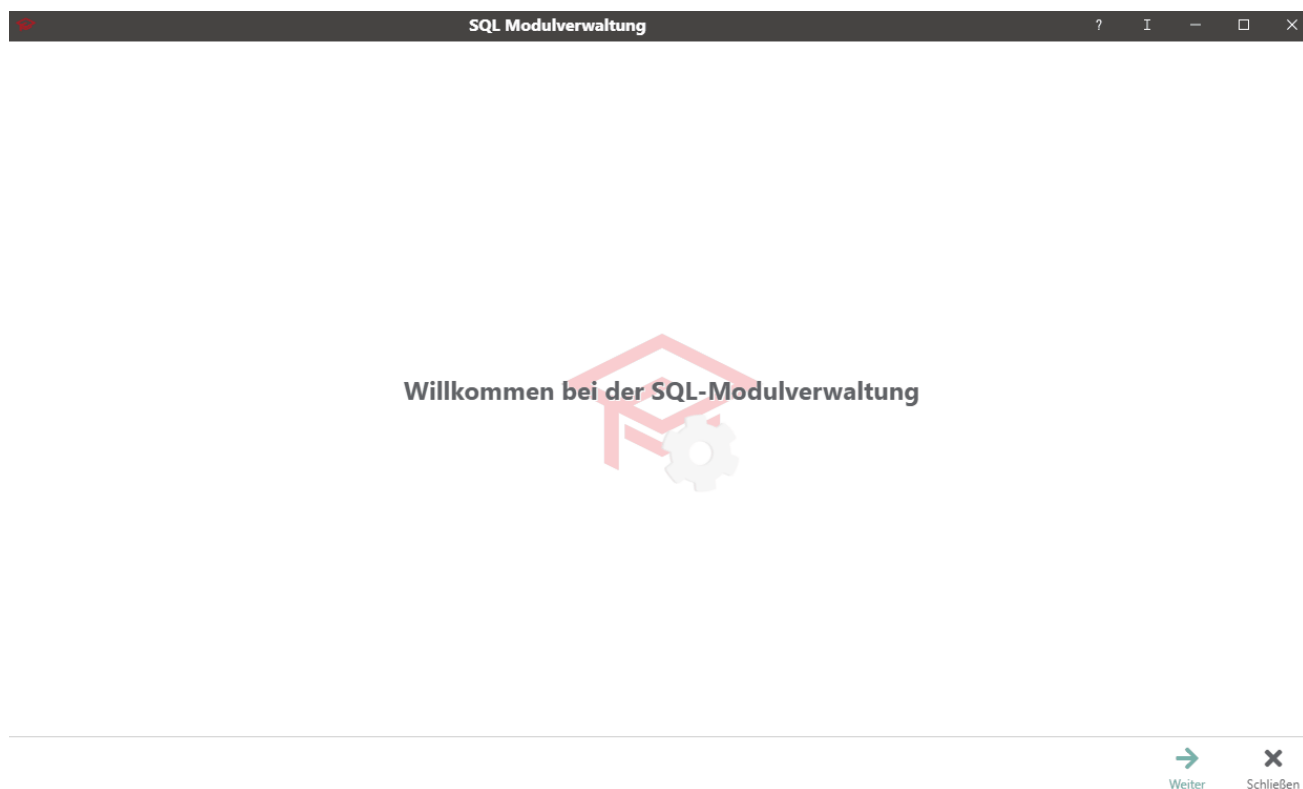 SQL Modulverwaltung
Willkommen bei der SQL-Modulverwaltung
Weiter
Schließen